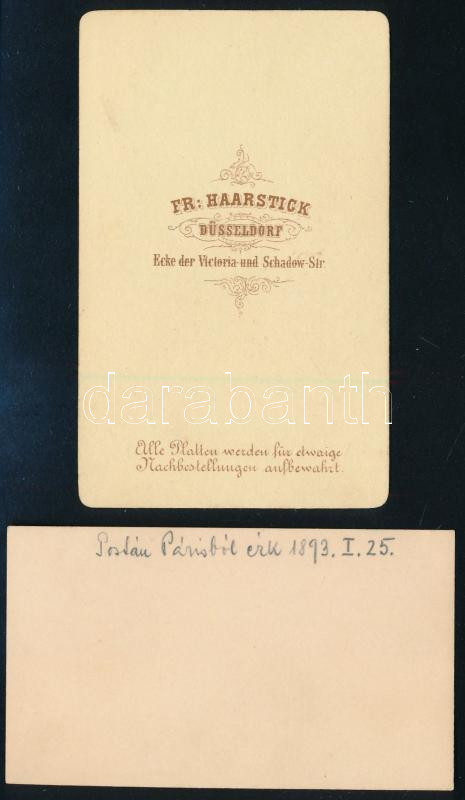 FR: HAARSTICK
DÜSSELDORF
Ecke der Victoria- und Schadow-Str.
darabanth
Alle Platten werden für etwaige
Nachbestellungen aufbewahrt.
Postán Párisból érk 1893. I. 25.